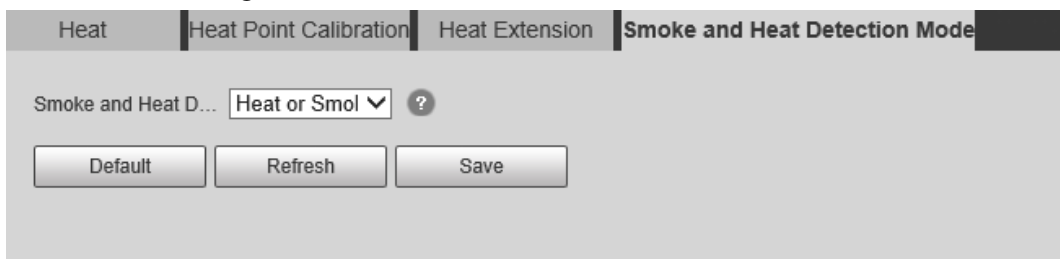 Heat Heat Point Calibration Heat Extension Smoke and Heat Detection Mode
Smoke and Heat D... Heat or Smol ?
Default Refresh Save